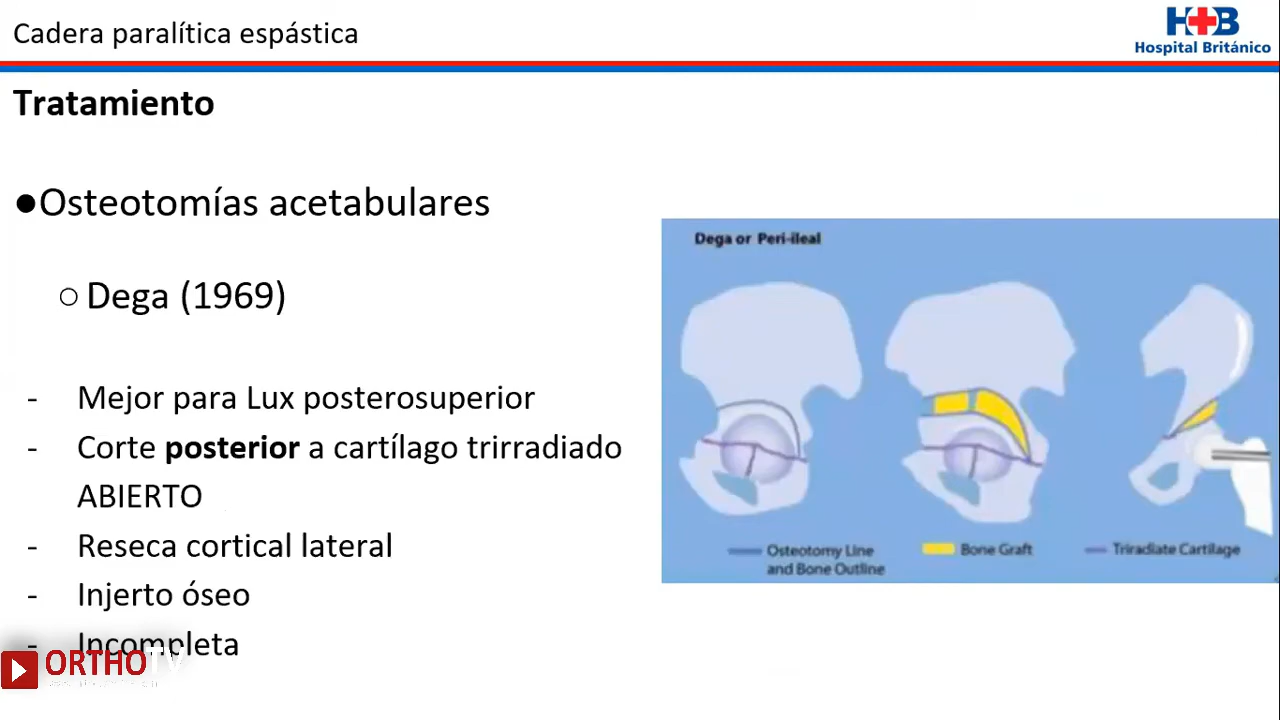 Cadera paralítica espástica
HB
Hospital Británico
Tratamiento
●Osteotomías acetabulares
○ Dega (1969)
- Mejor para Lux posterosuperior
- Corte posterior a cartílago trirradiado
ABIERTO
- Reseca cortical lateral
- Injerto óseo
- Incompleta
Dega or Peri-ileal
Osteotomy Line
and Bone Outline
Bone Graft
Triradiate Cartilage
ORTHOTV